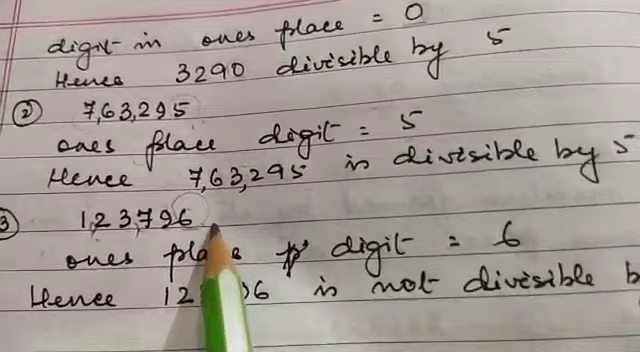 digit in ones place = 0
Hence 3290 divisible by 5
② 7,63,295
ones place digit = 5
Hence 7,63,295 is divisible by 5
3 1,23,796
ones digit = 6
Hence is not divisible